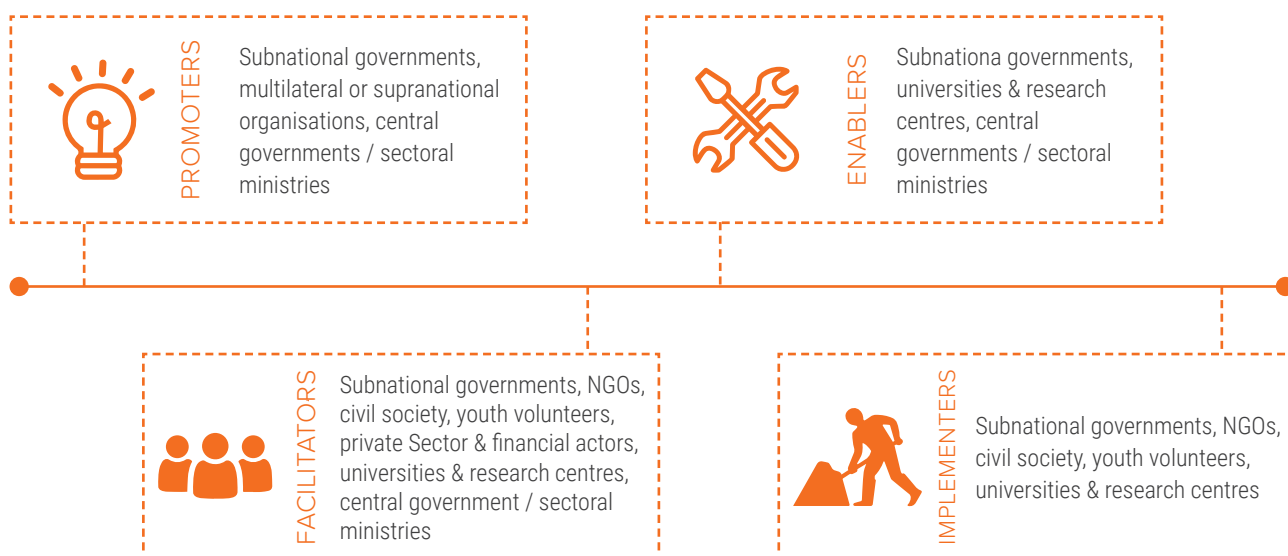 PROMOTERS
Subnational governments,
multilateral or supranational
organisations, central
governments / sectoral
ministries
ENABLERS
Subnationa governments,
universities & research
centres, central
governments / sectoral
ministries
FACILITATORS
Subnational governments, NGOs,
civil society, youth volunteers,
private Sector & financial actors,
universities & research centres,
central government / sectoral
ministries
IMPLEMENTERS
Subnational governments, NGOs,
civil society, youth volunteers,
universities & research centres